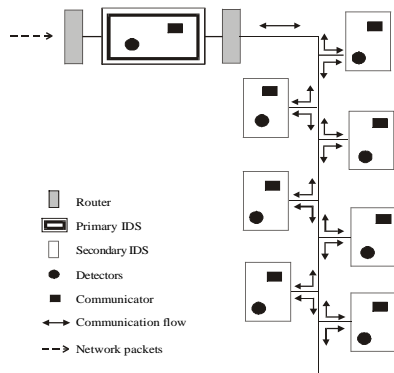 Router
Primary IDS
Secondary IDS
Detectors
Communicator
Communication flow
Network packets